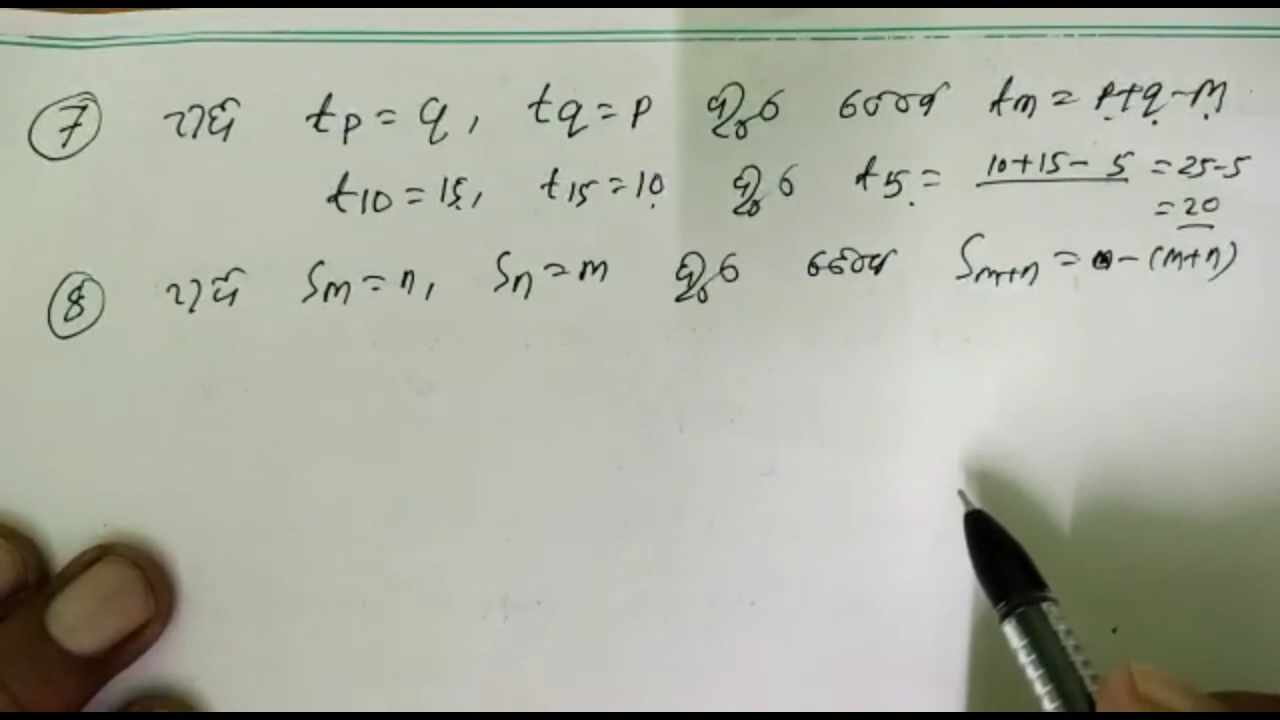 ⑦ ଯଦି tp = q, tq = p ହୁଏ ତେବେ tm = p+q-m
t10 = 15, t15 = 10 ହୁଏ t5 = 10+15-5 = 25-5
= 20
⑧ ଯଦି Sm = n, Sn = m ହୁଏ ତେବେ Sm+n = -(m+n)